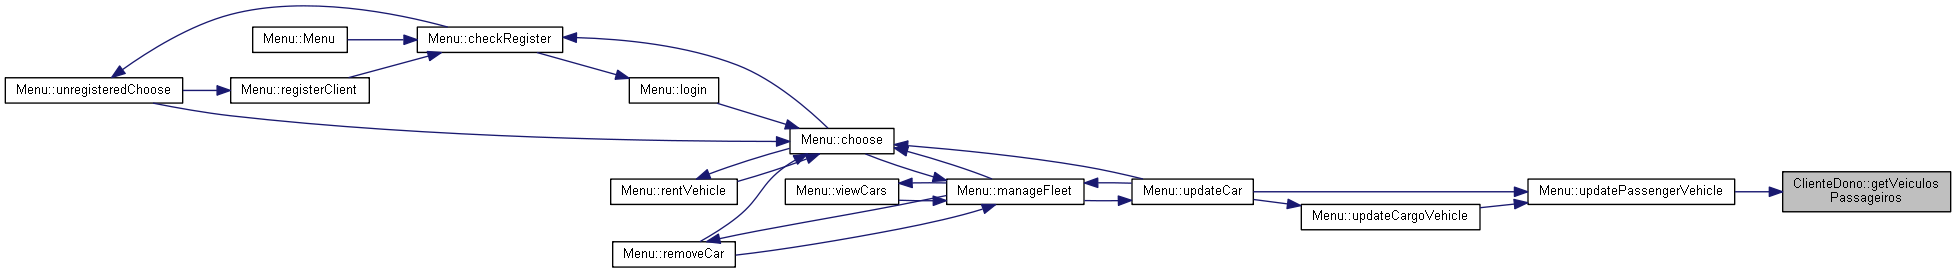 Menu::Menu
Menu::checkRegister
Menu::unregisteredChoose
Menu::registerClient
Menu::login
Menu::choose
Menu::rentVehicle
Menu::viewCars
Menu::manageFleet
Menu::updateCar
Menu::updatePassengerVehicle
ClienteDono::getVeiculos
Passageiros
Menu::updateCargoVehicle
Menu::removeCar